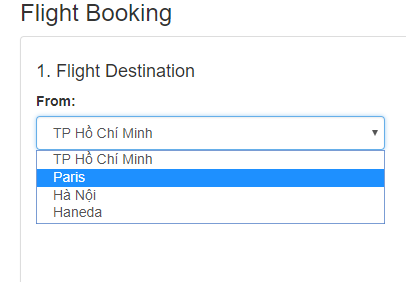 Flight Booking
1. Flight Destination
From:
TP Hồ Chí Minh
TP Hồ Chí Minh
Paris
Hà Nội
Haneda